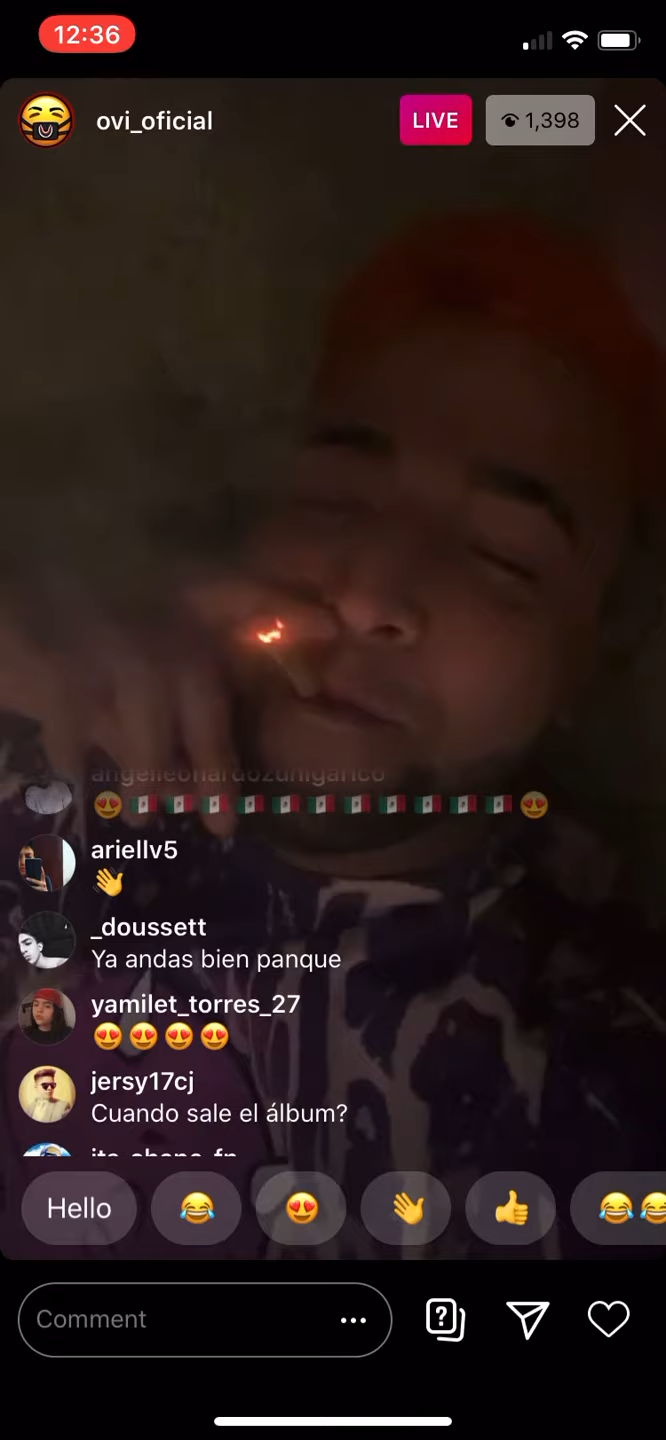 12:36
ovi_oficial
LIVE
1,398
angelleonardozunigarico
😍🇲🇽🇲🇽🇲🇽🇲🇽🇲🇽🇲🇽🇲🇽🇲🇽🇲🇽🇲🇽🇲🇽😍
ariellv5
👋
_doussett
Ya andas bien panque
yamilet_torres_27
😍😍😍😍
jersy17cj
Cuando sale el álbum?
Hello 😂 😍 👋 👍 😂😂
Comment